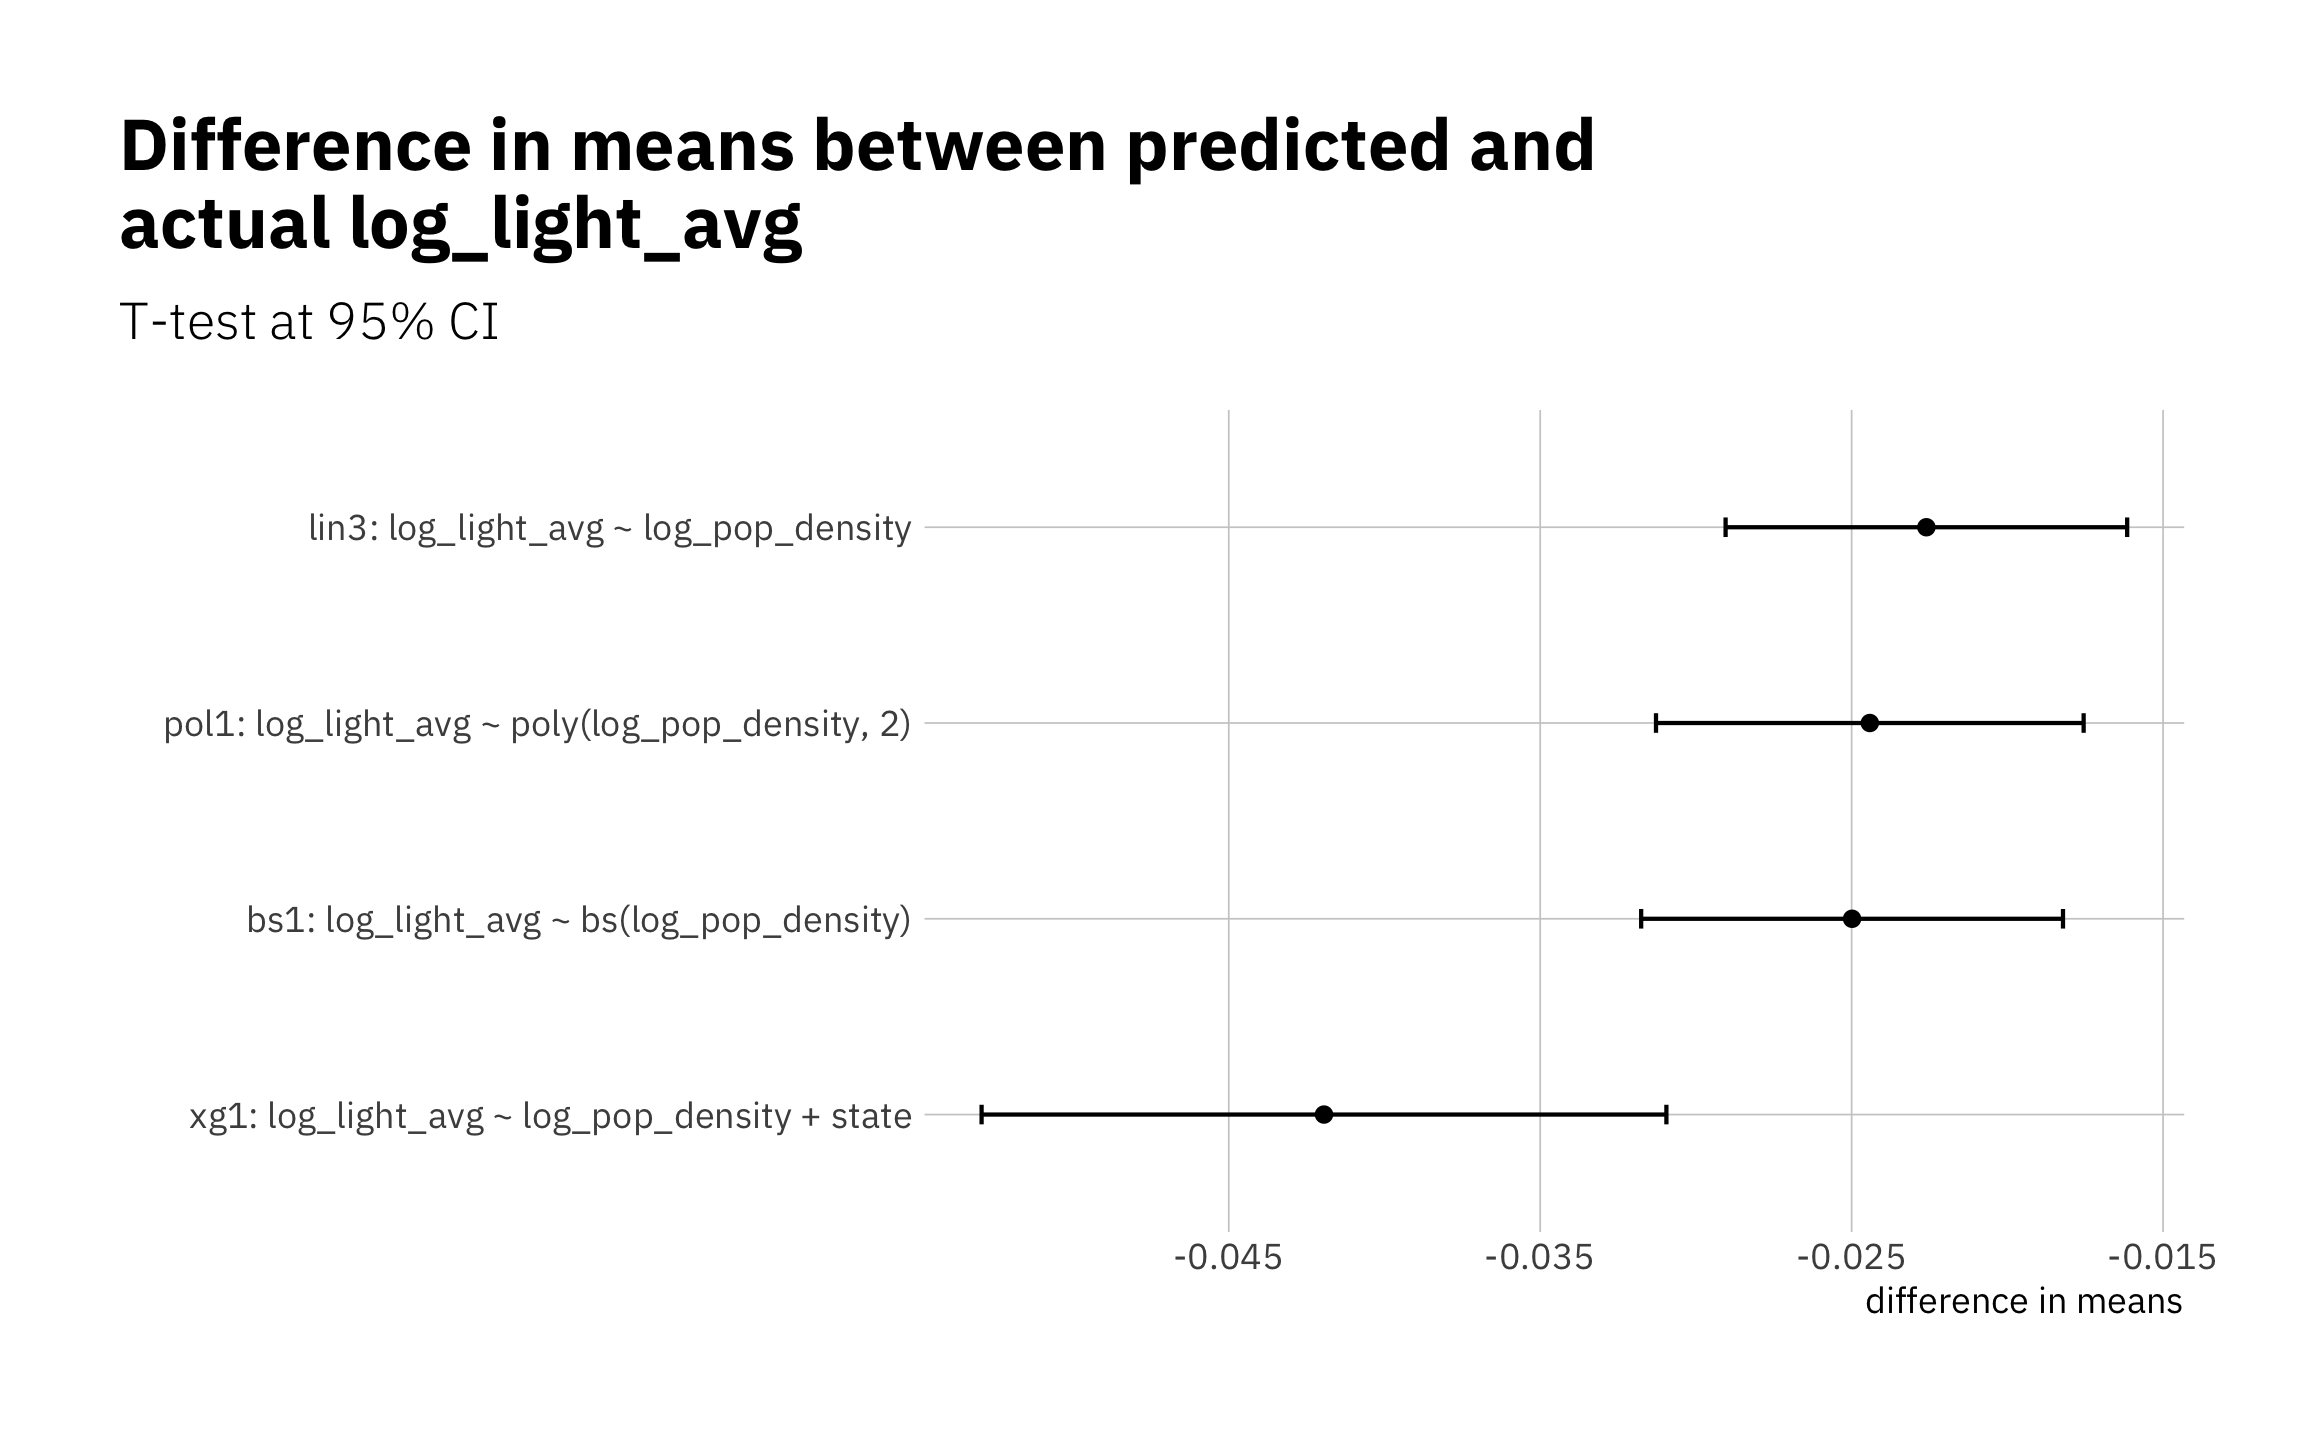 Difference in means between predicted and
actual log_light_avg
T-test at 95% CI
lin3: log_light_avg ~ log_pop_density
pol1: log_light_avg ~ poly(log_pop_density, 2)
bs1: log_light_avg ~ bs(log_pop_density)
xg1: log_light_avg ~ log_pop_density + state
-0.045 -0.035 -0.025 -0.015
difference in means